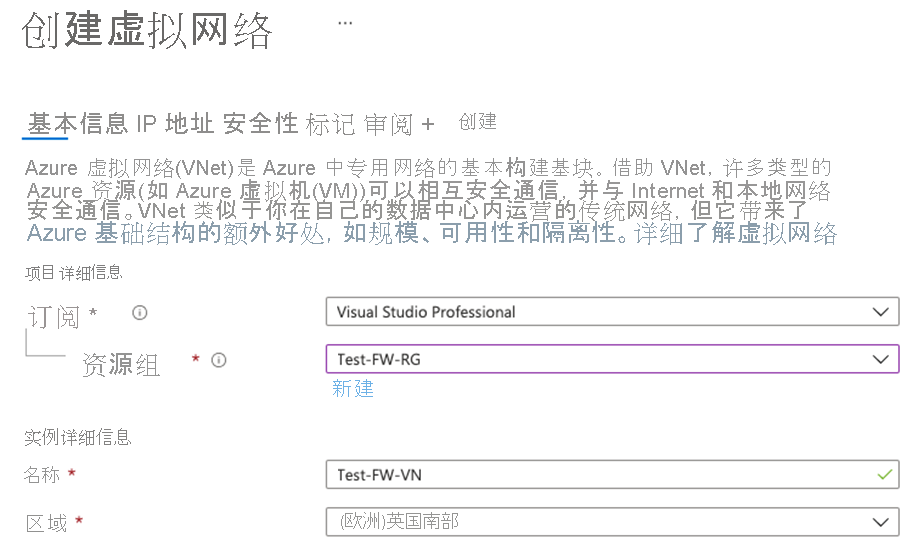 创建虚拟网络 ...
基本信息 IP 地址 安全性 标记 审阅 + 创建
Azure 虚拟网络(VNet)是 Azure 中专用网络的基本构建基块。借助 VNet, 许多类型的
Azure 资源(如 Azure 虚拟机(VM))可以相互安全通信, 并与 Internet 和本地网络
安全通信。VNet 类似于你在自己的数据中心内运营的传统网络, 但它带来了
Azure 基础结构的额外好处, 如规模、可用性和隔离性。详细了解虚拟网络
项目详细信息
订阅 * Visual Studio Professional
资源组 * Test-FW-RG
新建
实例详细信息
名称 * Test-FW-VN
区域 * (欧洲)英国南部